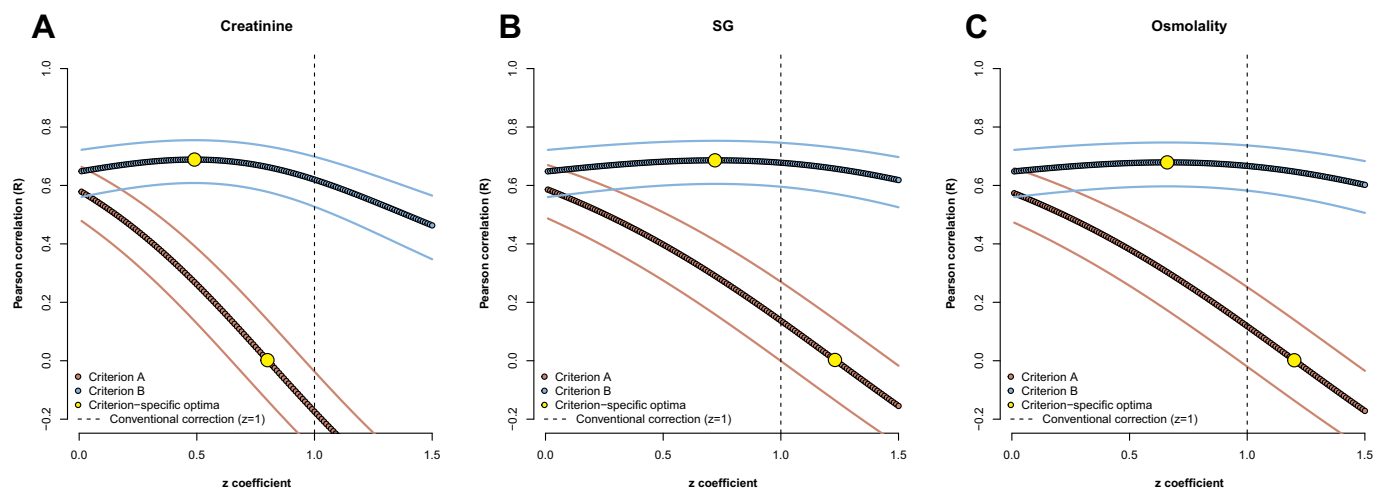 A
Creatinine
Pearson correlation (R)
1.0
0.8
0.6
0.4
0.2
0.0
−0.2
Criterion A
Criterion B
Criterion−specific optima
Conventional correction (z=1)
0.0 0.5 1.0 1.5
z coefficient
B
SG
Pearson correlation (R)
1.0
0.8
0.6
0.4
0.2
0.0
−0.2
Criterion A
Criterion B
Criterion−specific optima
Conventional correction (z=1)
0.0 0.5 1.0 1.5
z coefficient
C
Osmolality
Pearson correlation (R)
1.0
0.8
0.6
0.4
0.2
0.0
−0.2
Criterion A
Criterion B
Criterion−specific optima
Conventional correction (z=1)
0.0 0.5 1.0 1.5
z coefficient